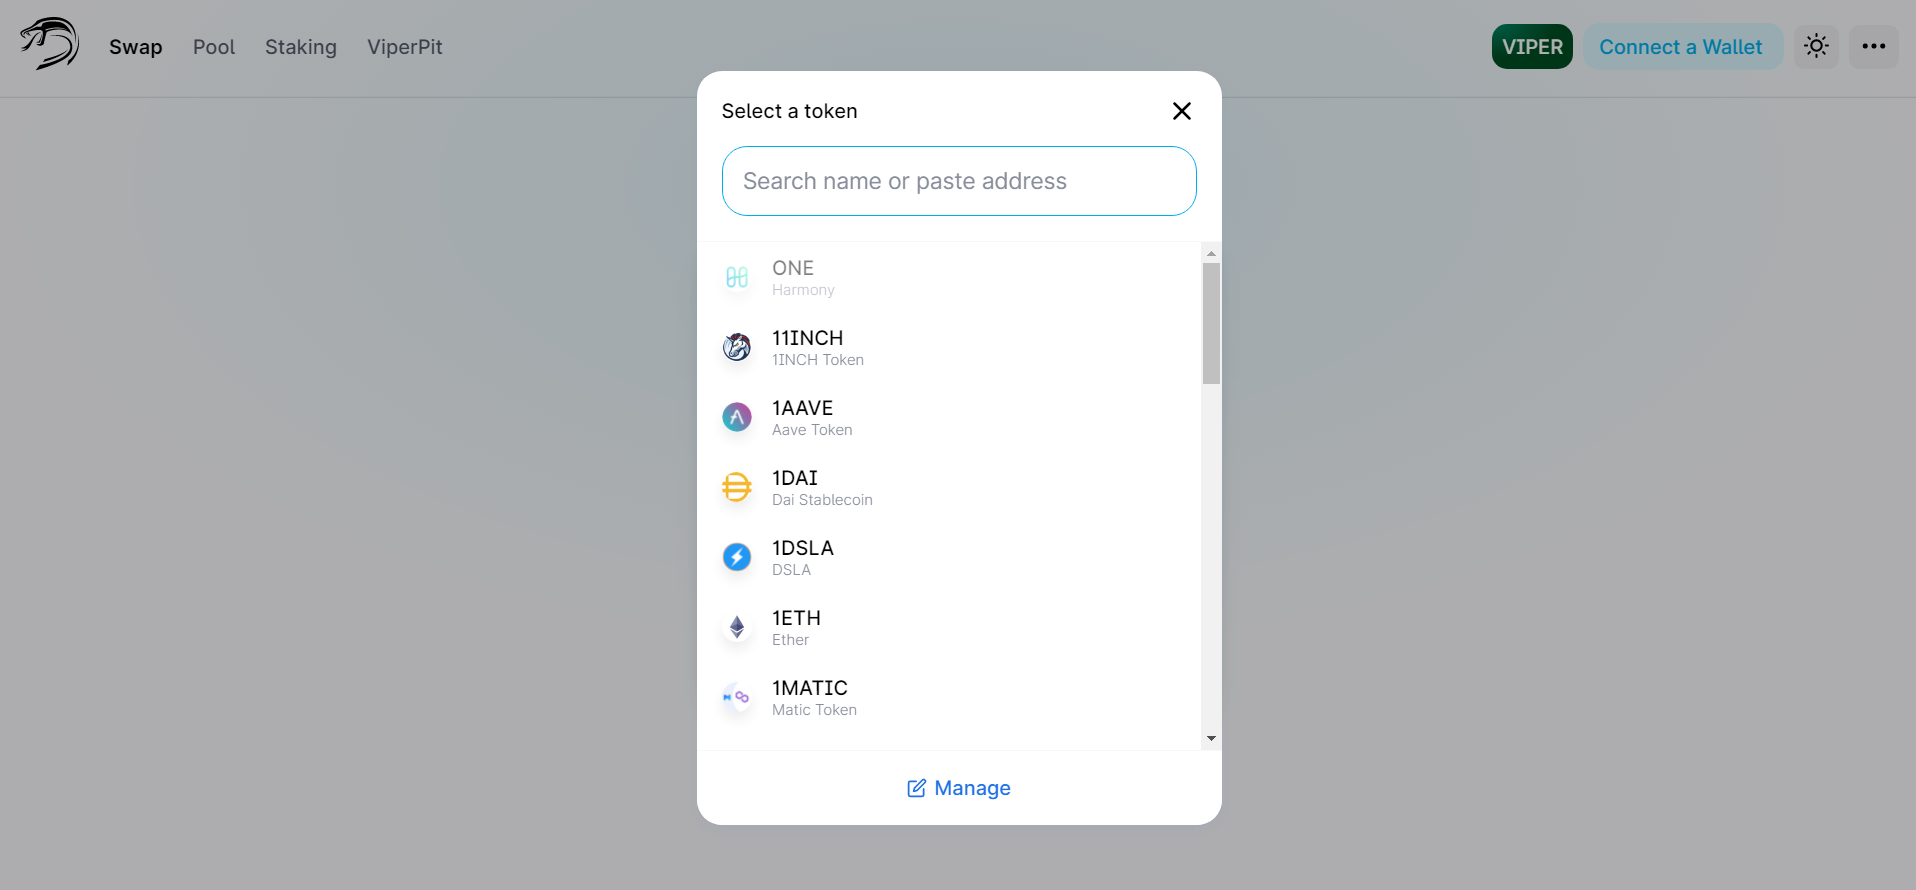 Swap Pool Staking ViperPit VIPER Connect a Wallet
Select a token
Search name or paste address
ONE
Harmony
11INCH
1INCH Token
1AAVE
Aave Token
1DAI
Dai Stablecoin
1DSLA
DSLA
1ETH
Ether
1MATIC
Matic Token
Manage